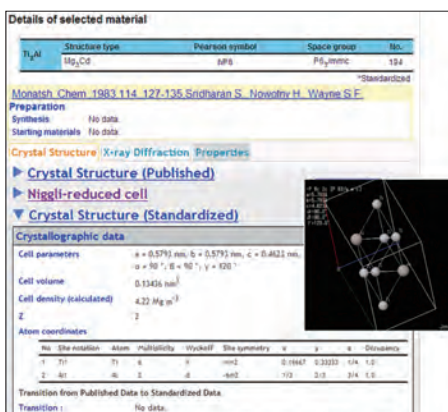 Details of selected material
Structure type Pearson symbol Space group No.
Ti3Al Mg3Cd hP8 P63/mmc 194
*Standardized
Monatsh. Chem. 1983 114, 127-135 Sridharan S., Nowotny H., Wayne S.F.
Preparation
Synthesis No data.
Starting materials No data.
Crystal Structure X-ray Diffraction Properties
Crystal Structure (Published)
Niggli-reduced cell
Crystal Structure (Standardized)
Crystallographic data
Cell parameters a = 0.5793 nm, b = 0.5793 nm, c = 0.4623 nm,
α = 90 °, β = 90 °, γ = 120 °
Cell volume 0.13436 nm3
Cell density (calculated) 4.22 Mg m-3
Z 2
Atom coordinates
No Site notation Atom Multiplicity Wyckoff Site symmetry x y z Occupancy
1 Ti1 Ti 6 h mm2 1/4 1.0
2 Al1 Al 2 d -6m2 1/3 2/3 3/4 1.0
Transition from Published Data to Standardized Data
Transition : No data.